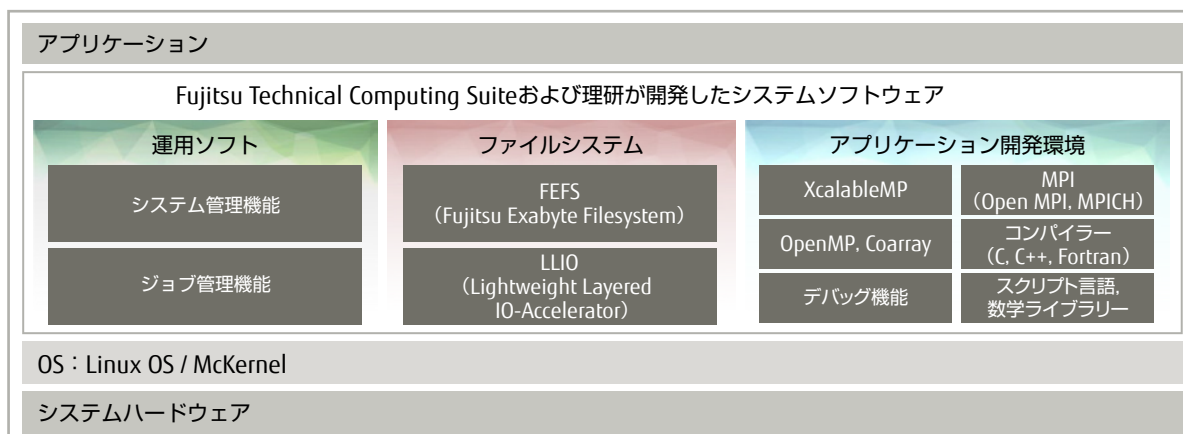 アプリケーション
Fujitsu Technical Computing Suiteおよび理研が開発したシステムソフトウェア
運用ソフト
システム管理機能
ジョブ管理機能
ファイルシステム
FEFS
（Fujitsu Exabyte Filesystem）
LLIO
（Lightweight Layered
IO-Accelerator）
アプリケーション開発環境
XcalableMP
MPI
（Open MPI, MPICH）
OpenMP, Coarray
コンパイラー
（C, C++, Fortran）
デバッグ機能
スクリプト言語,
数学ライブラリー
OS：Linux OS / McKernel
システムハードウェア